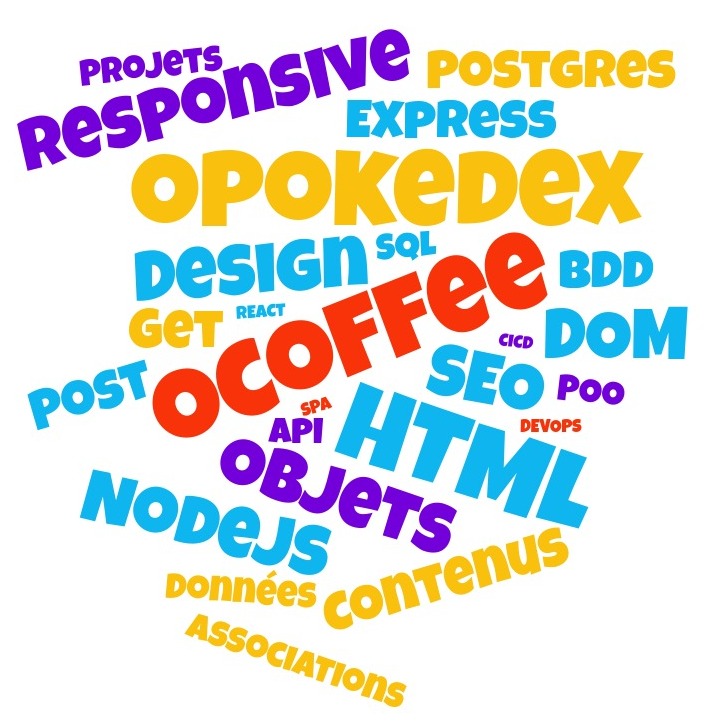 PROJETS
RESPONSIVE
POSTGRES
EXPRESS
OPOKEDEX
DESIGN
SQL
BDD
GET
REACT
OCOFFEE
CICD
DOM
POST
SEO
POO
SPA
API
HTML
DEVOPS
OBJETS
NODEJS
DONNÉES
CONTENUS
ASSOCIATIONS